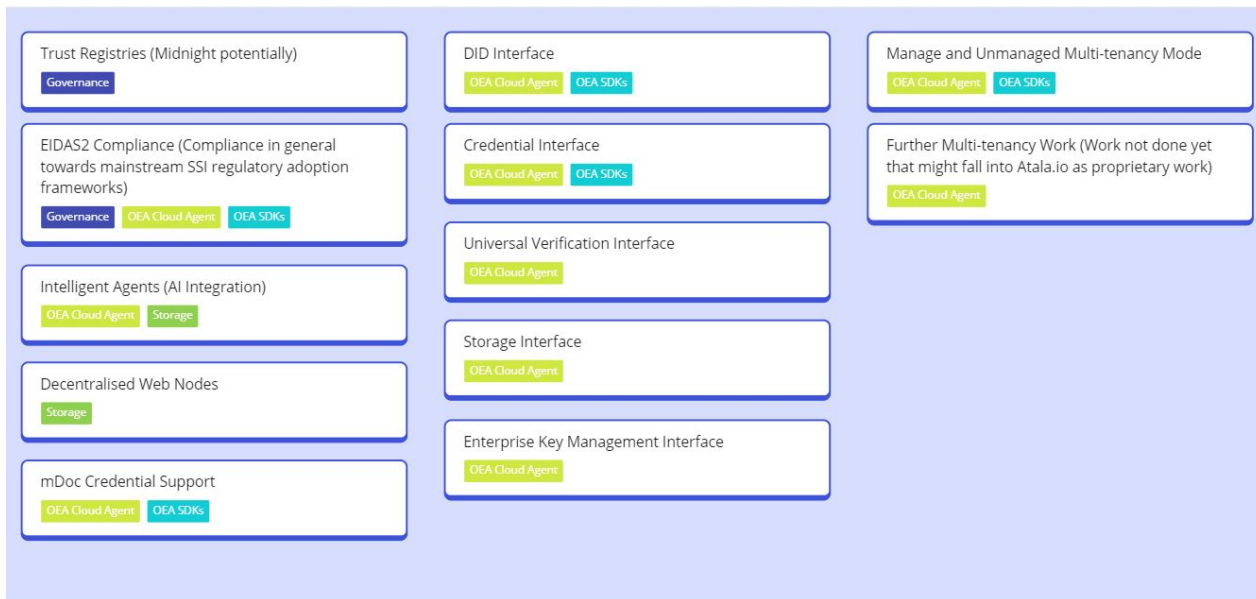 Trust Registries (Midnight potentially)
Governance
EIDAS2 Compliance (Compliance in general
towards mainstream SSI regulatory adoption
frameworks)
Governance OEA Cloud Agent OEA SDKs
Intelligent Agents (AI Integration)
OEA Cloud Agent Storage
Decentralised Web Nodes
Storage
mDoc Credential Support
OEA Cloud Agent OEA SDKs
DID Interface
OEA Cloud Agent OEA SDKs
Credential Interface
OEA Cloud Agent OEA SDKs
Universal Verification Interface
OEA Cloud Agent
Storage Interface
OEA Cloud Agent
Enterprise Key Management Interface
OEA Cloud Agent
Manage and Unmanaged Multi-tenancy Mode
OEA Cloud Agent OEA SDKs
Further Multi-tenancy Work (Work not done yet
that might fall into Atala.io as proprietary work)
OEA Cloud Agent